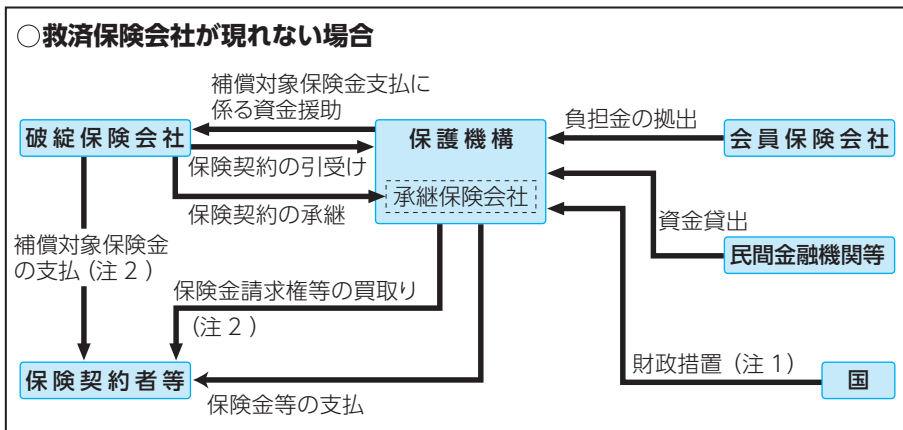 ○救済保険会社が現れない場合
補償対象保険金支払に
係る資金援助
破綻保険会社
保護機構
負担金の拠出
会員保険会社
保険契約の引受け
承継保険会社
保険契約の承継
資金貸出
民間金融機関等
補償対象保険金
の支払(注2)
保険金請求権等の買取り
(注2)
財政措置(注1)
国
保険契約者等
保険金等の支払